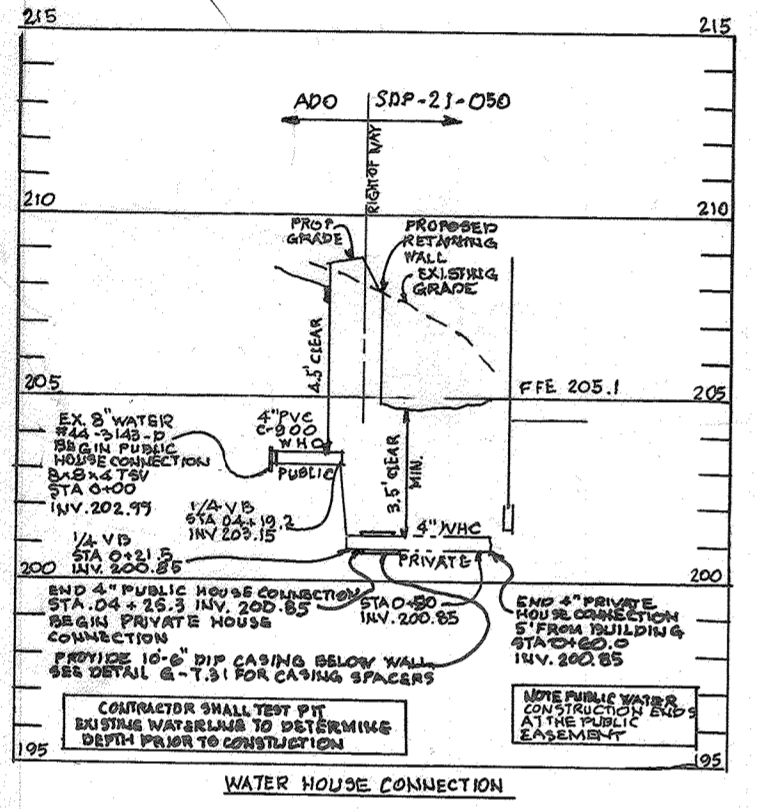 215
215
ADO
SDP-21-050
RIGHT OF WAY
210
210
PROP
GRADE
PROPOSED
RETAINING
WALL
EXISTING
GRADE
4.5' CLEAR
205
205
FFE 205.1
EX. 8" WATER
#44-3143-D
BEGIN PUBLIC
HOUSE CONNECTION
8x8x4 TSV
STA 0+00
INV. 202.99
4" PVC
C-900
WHC
PUBLIC
3.5' CLEAR
MIN.
1/4 VB
STA 04+19.2
INV 203.15
1/4 VB
STA 0+21.5
INV. 200.85
4" WHC
PRIVATE
200
200
END 4" PUBLIC HOUSE CONNECTION
STA. 04+25.3 INV. 200.85
BEGIN PRIVATE HOUSE
CONNECTION
STA 0+50
INV. 200.85
END 4" PRIVATE
HOUSE CONNECTION
5' FROM BUILDING
STA 0+60.0
INV. 200.85
PROVIDE 10'-6" DIP CASING BELOW WALL
SEE DETAIL G-7.31 FOR CASING SPACERS
CONTRACTOR SHALL TEST PIT
EXISTING WATERLINE TO DETERMINE
DEPTH PRIOR TO CONSTUCTION
NOTE PUBLIC WATER
CONSTRUCTION ENDS
AT THE PUBLIC
EASEMENT
195
195
WATER HOUSE CONNECTION